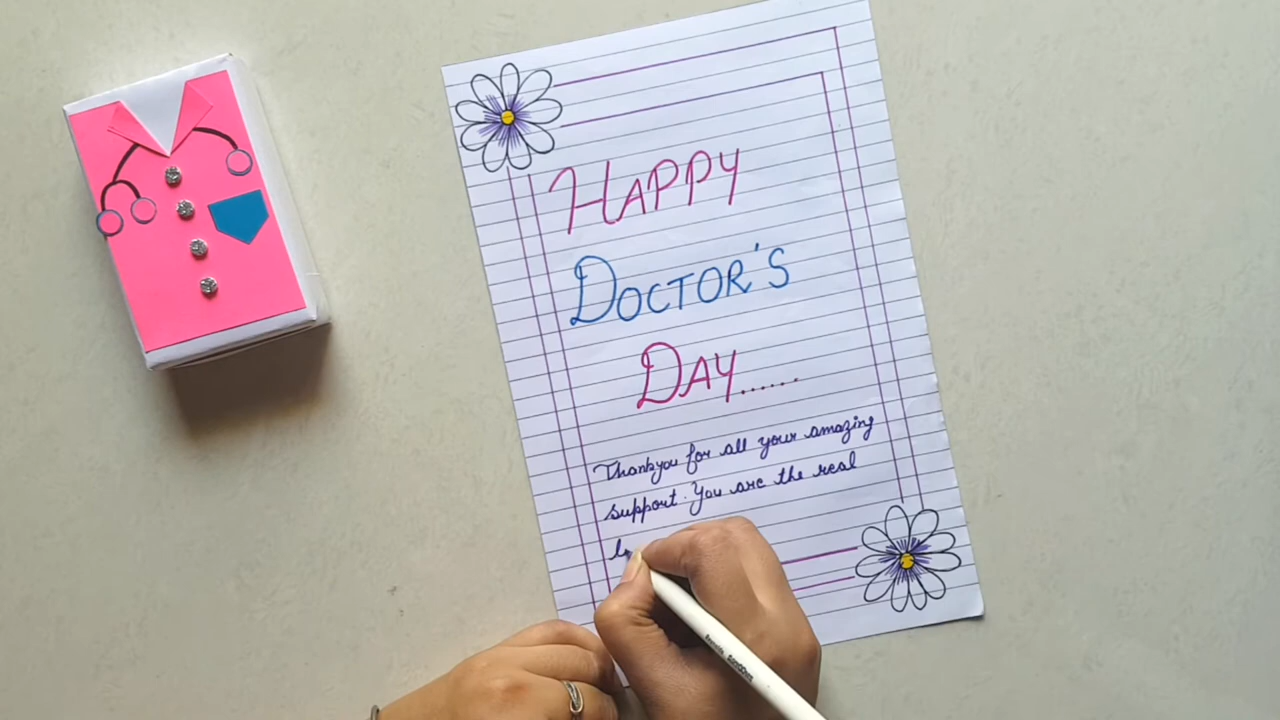 HAPPY
DOCTOR'S
DAY......
Thankyou for all your amazing
support. You are the real